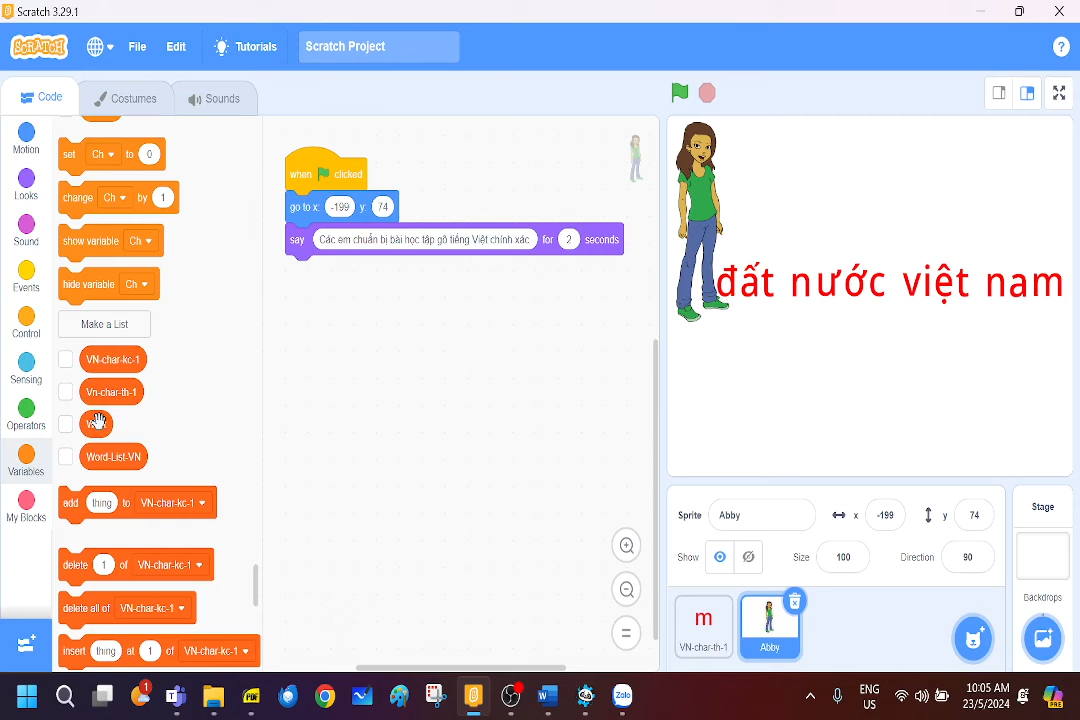 Scratch 3.29.1
SCRATCH File Edit Tutorials Scratch Project ?
Code Costumes Sounds
Motion
Looks
Sound
Events
Control
Sensing
Operators
Variables
My Blocks
set Ch to 0
change Ch by 1
show variable Ch
hide variable Ch
Make a List
VN-char-kc-1
Vn-char-th-1
Word-List-VN
add thing to VN-char-kc-1
delete 1 of VN-char-kc-1
delete all of VN-char-kc-1
insert thing at 1 of VN-char-kc-1
when clicked
go to x: -199 y: 74
say Các em chuẩn bị bài học tập gõ tiếng Việt chính xác for 2 seconds
đất nước việt nam
Sprite Abby x -199 y 74
Show Size 100 Direction 90
m
VN-char-th-1
Abby
Stage
Backdrops
1
PDF
Zalo
ENG
US
10:05 AM
23/5/2024
PRE